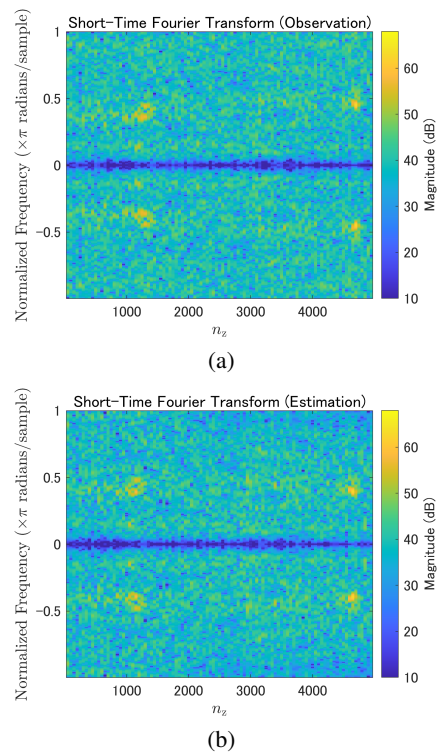 Short-Time Fourier Transform (Observation)
Normalized Frequency (×π radians/sample)
1
0.5
0
-0.5
1000 2000 3000 4000
n_z
60
50
40
30
20
10
Magnitude (dB)
(a)
Short-Time Fourier Transform (Estimation)
Normalized Frequency (×π radians/sample)
1
0.5
0
-0.5
1000 2000 3000 4000
n_z
60
50
40
30
20
10
Magnitude (dB)
(b)